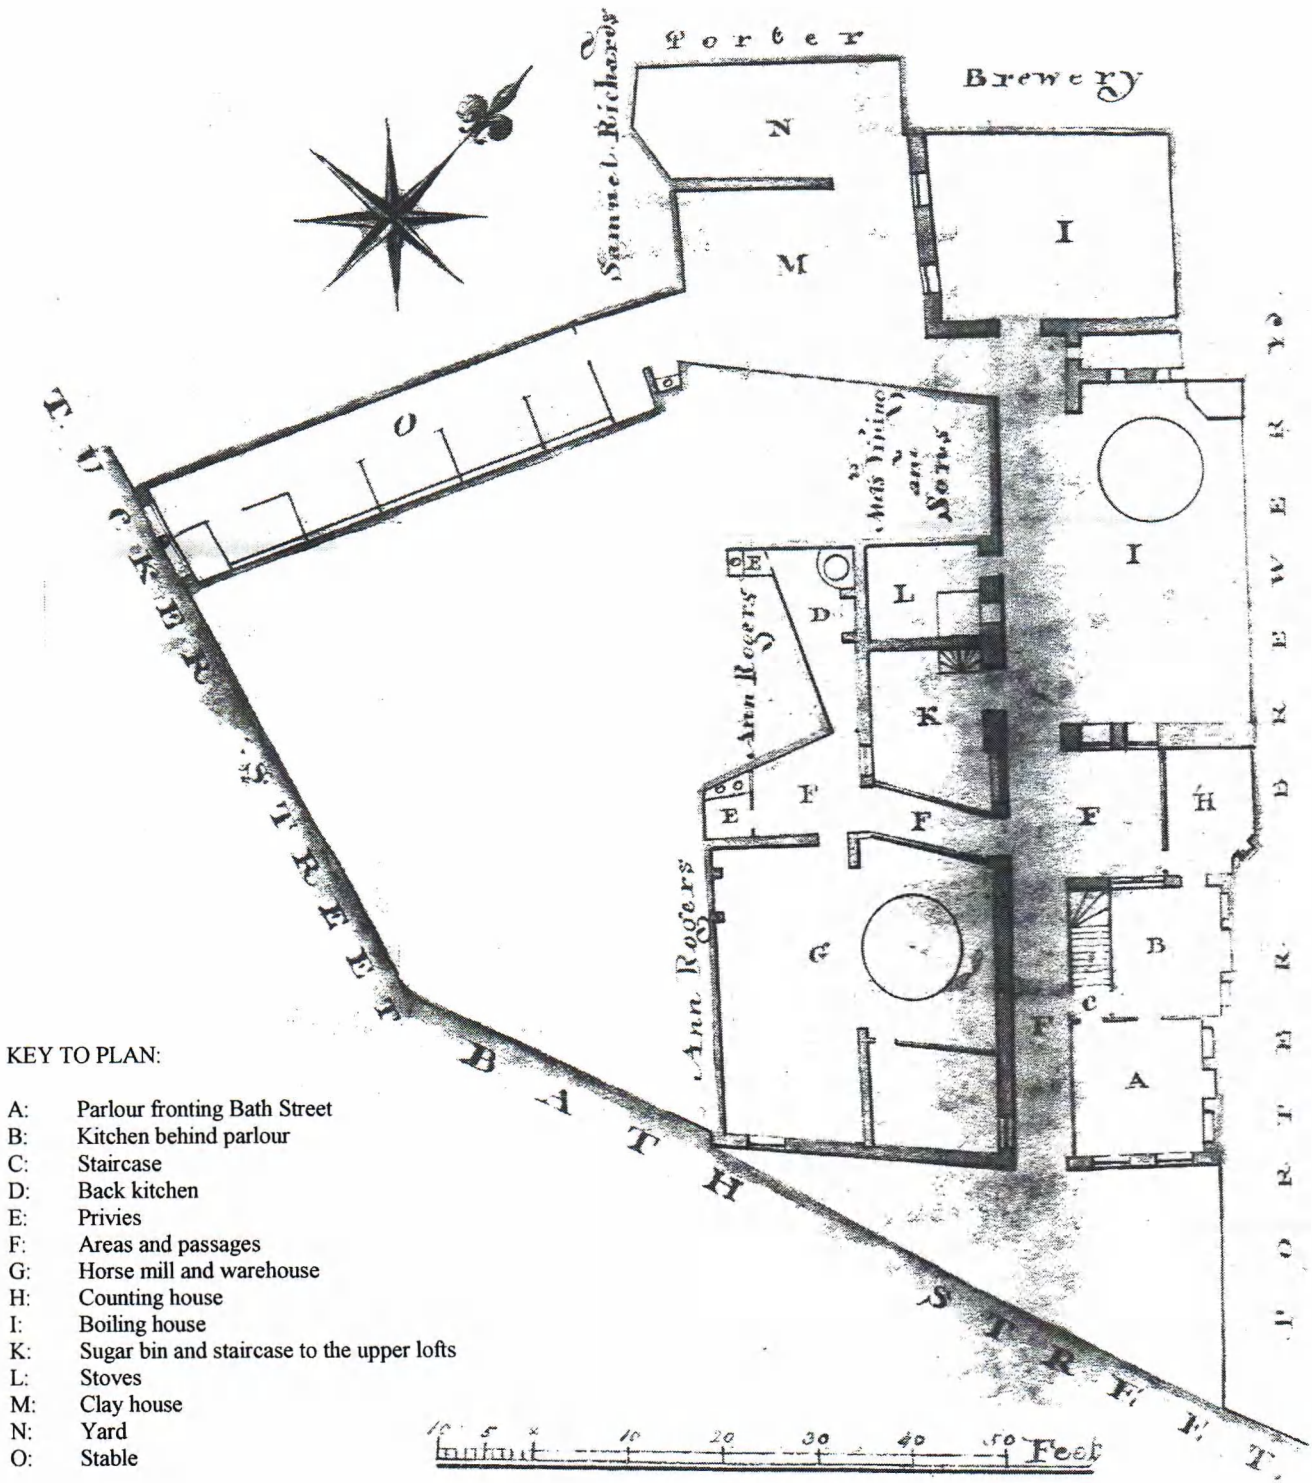 Porter
Brewery
Samuel Richards
N
I
M
O
TUCKER STREET
and
Sons
I
L
E
D
Ann Rogers
K
F
E
F
F
H
Ann Rogers
G
B
C
F
A
BATH STREET.
PORTER BREWERY
KEY TO PLAN:
A: Parlour fronting Bath Street
B: Kitchen behind parlour
C: Staircase
D: Back kitchen
E: Privies
F: Areas and passages
G: Horse mill and warehouse
H: Counting house
I: Boiling house
K: Sugar bin and staircase to the upper lofts
L: Stoves
M: Clay house
N: Yard
O: Stable
10 5 x 10 20 30 40 50 Feet